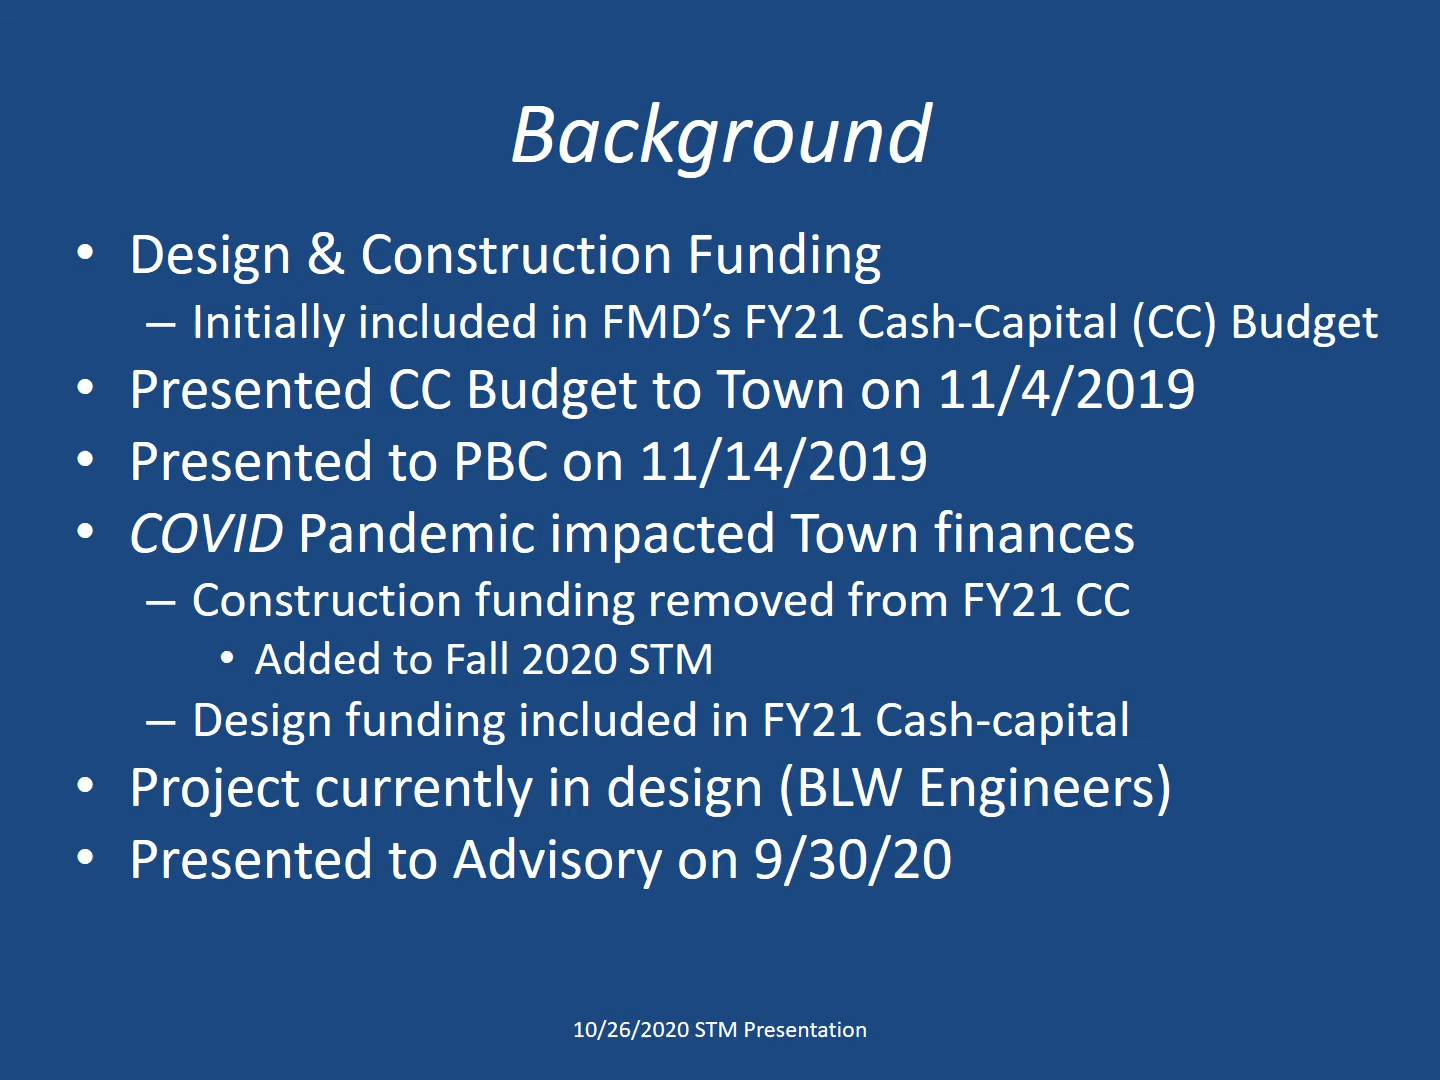 Background
• Design & Construction Funding
– Initially included in FMD’s FY21 Cash-Capital (CC) Budget
• Presented CC Budget to Town on 11/4/2019
• Presented to PBC on 11/14/2019
• COVID Pandemic impacted Town finances
– Construction funding removed from FY21 CC
• Added to Fall 2020 STM
– Design funding included in FY21 Cash-capital
• Project currently in design (BLW Engineers)
• Presented to Advisory on 9/30/20
10/26/2020 STM Presentation